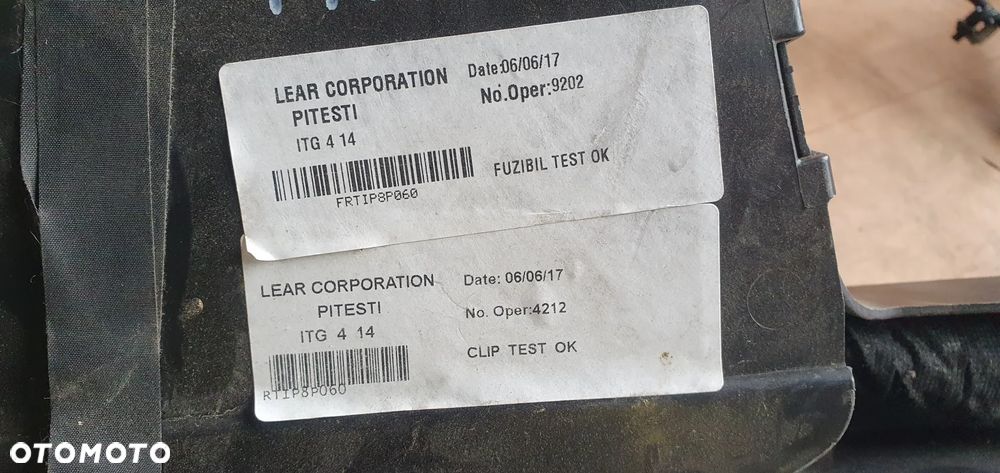 LEAR CORPORATION
PITESTI
ITG 4 14
FRTIP8P060
Date:06/06/17
No.Oper:9202
FUZIBIL TEST OK
LEAR CORPORATION
PITESTI
ITG 4 14
RTIP8P060
Date: 06/06/17
No. Oper:4212
CLIP TEST OK
OTOMOTO